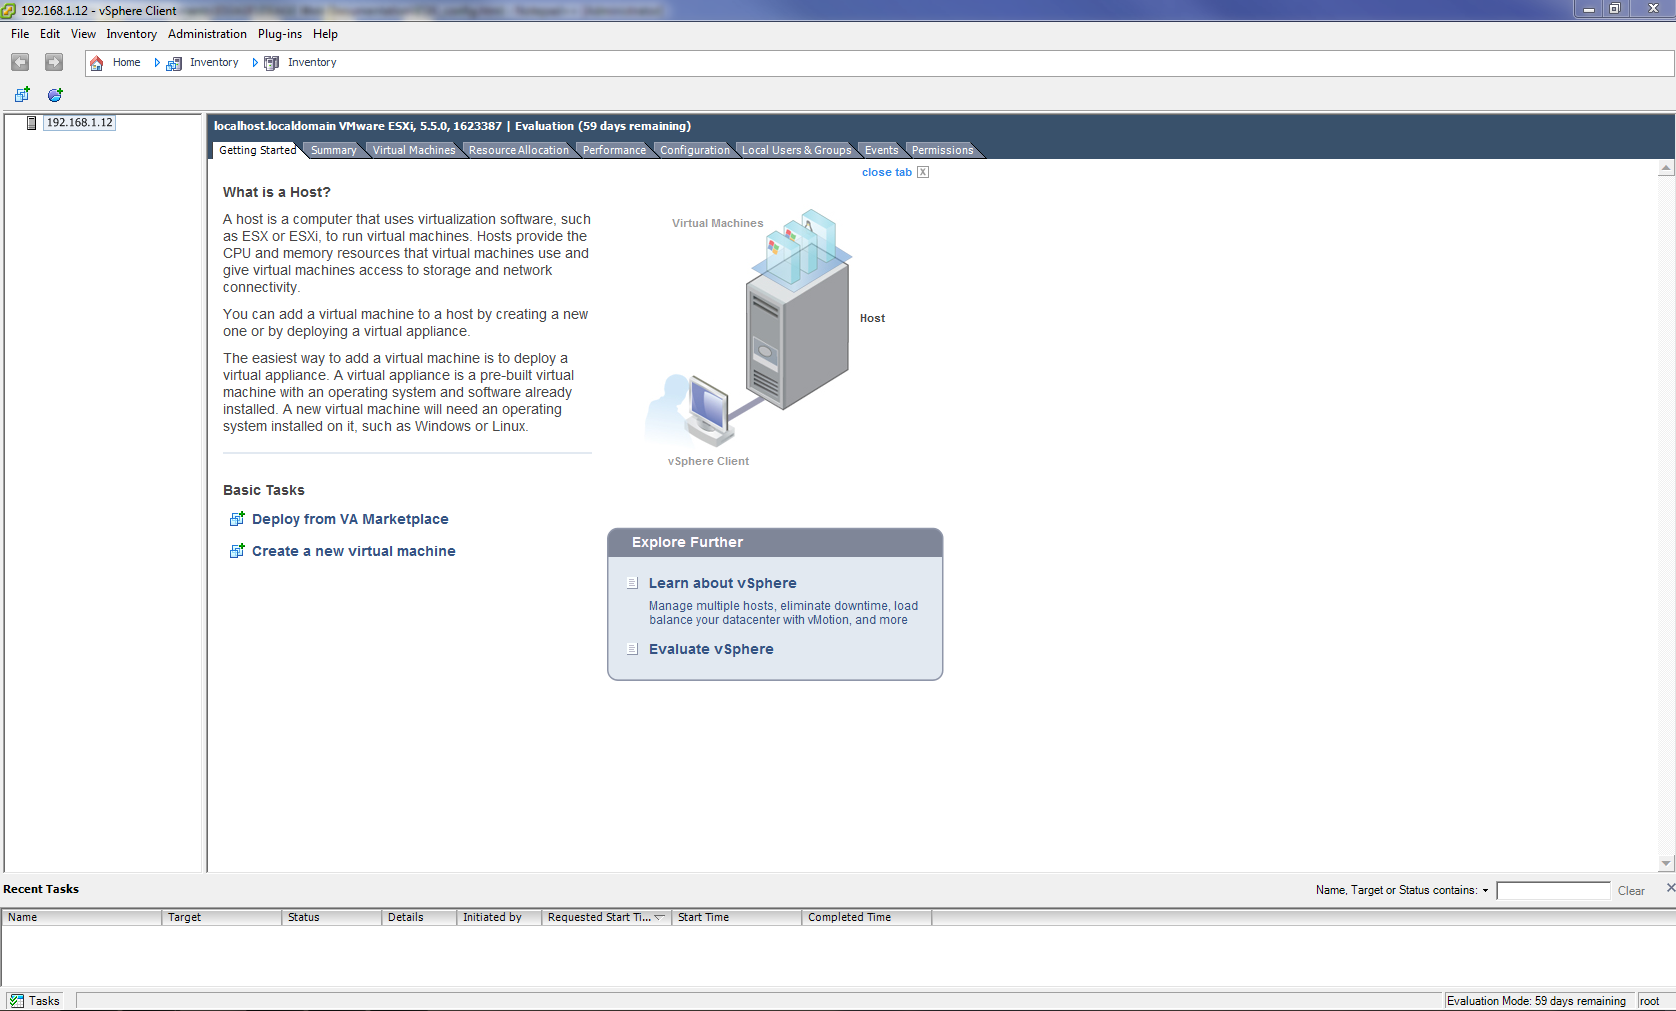 192.168.1.12 - vSphere Client
File Edit View Inventory Administration Plug-ins Help
Home Inventory Inventory
192.168.1.12
localhost.localdomain VMware ESXi, 5.5.0, 1623387 | Evaluation (59 days remaining)
Getting Started Summary Virtual Machines Resource Allocation Performance Configuration Local Users & Groups Events Permissions
close tab X
What is a Host?
A host is a computer that uses virtualization software, such
as ESX or ESXi, to run virtual machines. Hosts provide the
CPU and memory resources that virtual machines use and
give virtual machines access to storage and network
connectivity.
You can add a virtual machine to a host by creating a new
one or by deploying a virtual appliance.
The easiest way to add a virtual machine is to deploy a
virtual appliance. A virtual appliance is a pre-built virtual
machine with an operating system and software already
installed. A new virtual machine will need an operating
system installed on it, such as Windows or Linux.
Virtual Machines
Host
vSphere Client
Basic Tasks
Deploy from VA Marketplace
Create a new virtual machine
Explore Further
Learn about vSphere
Manage multiple hosts, eliminate downtime, load
balance your datacenter with vMotion, and more
Evaluate vSphere
Recent Tasks
Name, Target or Status contains: Clear
Name Target Status Details Initiated by Requested Start Ti... Start Time Completed Time
Tasks
Evaluation Mode: 59 days remaining root